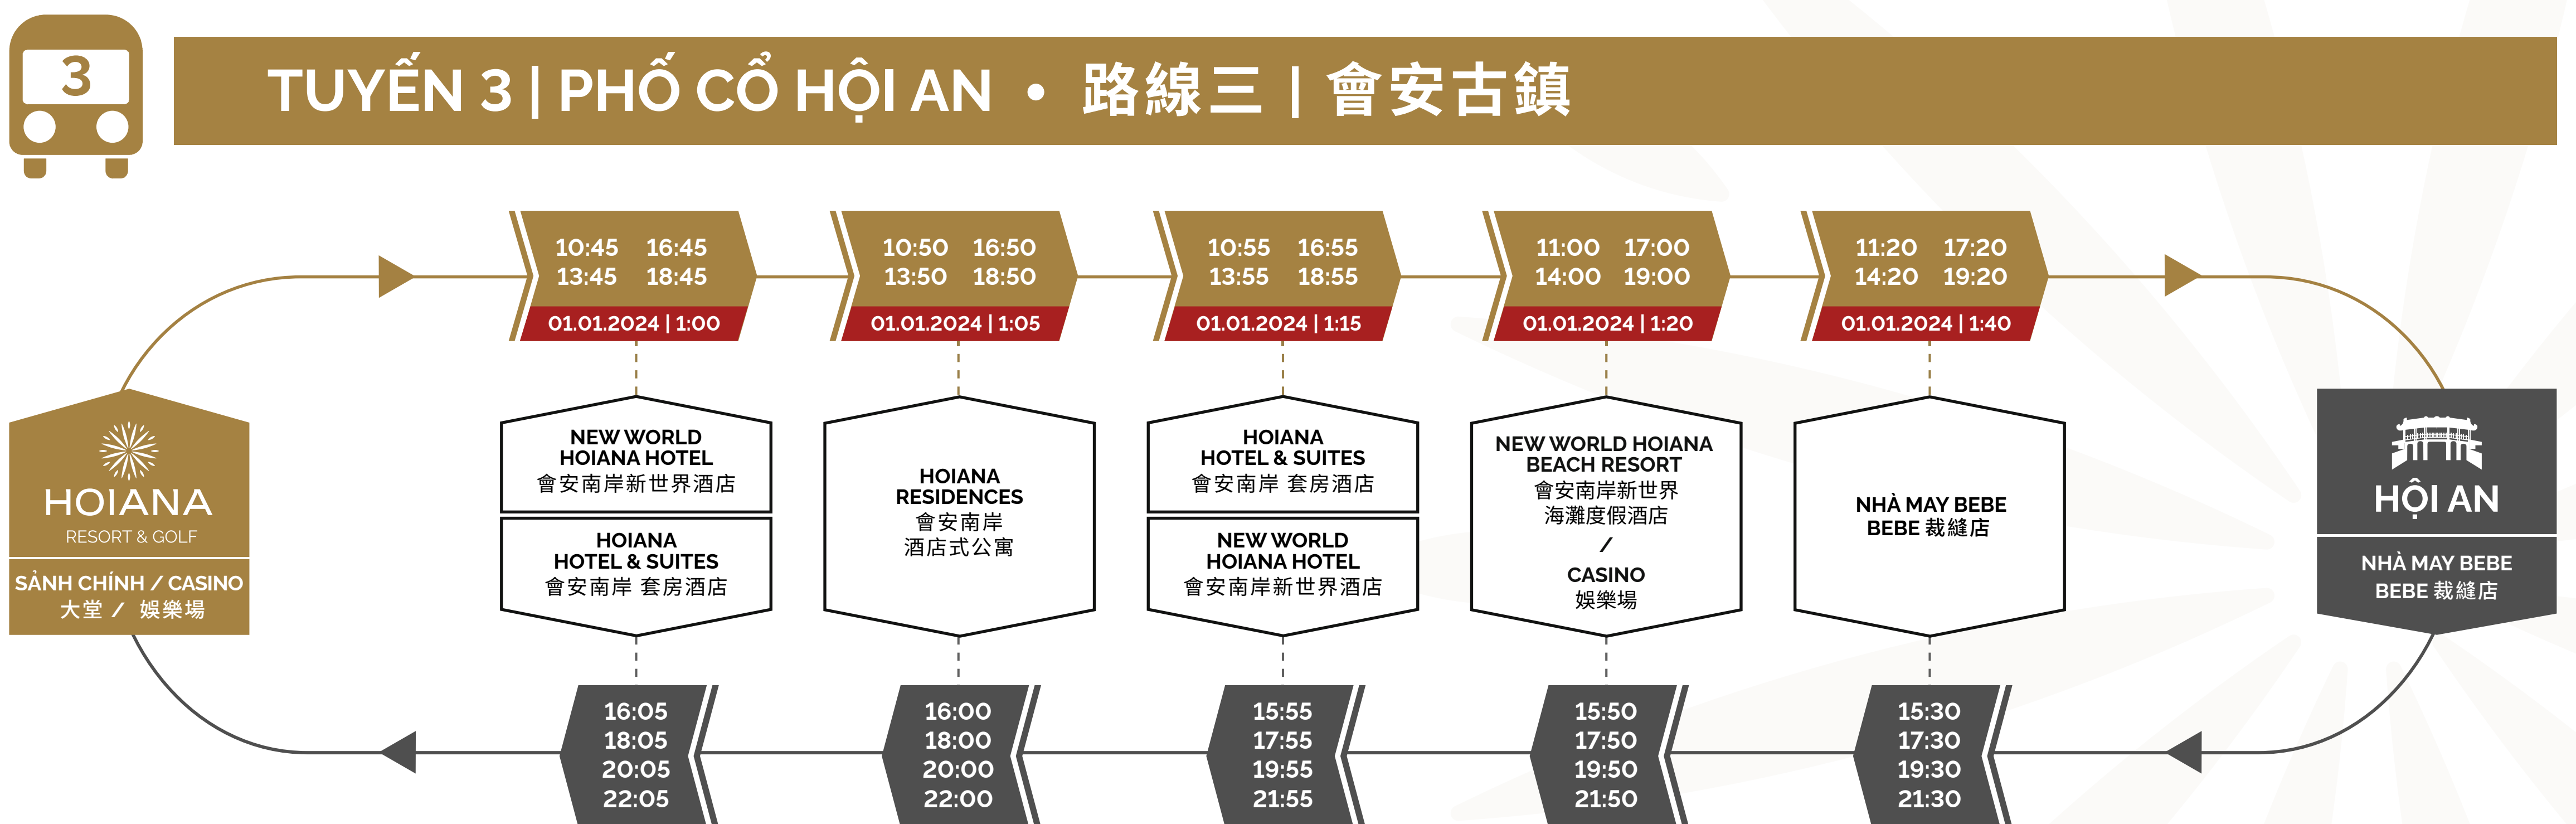 3
TUYẾN 3 | PHỐ CỔ HỘI AN • 路線三 | 會安古鎮
10:45 16:45
13:45 18:45
01.01.2024 | 1:00
10:50 16:50
13:50 18:50
01.01.2024 | 1:05
10:55 16:55
13:55 18:55
01.01.2024 | 1:15
11:00 17:00
14:00 19:00
01.01.2024 | 1:20
11:20 17:20
14:20 19:20
01.01.2024 | 1:40
HOIANA
RESORT & GOLF
SẢNH CHÍNH / CASINO
大堂 / 娛樂場
NEW WORLD
HOIANA HOTEL
會安南岸新世界酒店
HOIANA
HOTEL & SUITES
會安南岸 套房酒店
HOIANA
RESIDENCES
會安南岸
酒店式公寓
HOIANA
HOTEL & SUITES
會安南岸 套房酒店
NEW WORLD
HOIANA HOTEL
會安南岸新世界酒店
NEW WORLD HOIANA
BEACH RESORT
會安南岸新世界
海灘度假酒店
/
CASINO
娛樂場
NHÀ MAY BEBE
BEBE 裁縫店
HỘI AN
NHÀ MAY BEBE
BEBE 裁縫店
16:05
18:05
20:05
22:05
16:00
18:00
20:00
22:00
15:55
17:55
19:55
21:55
15:50
17:50
19:50
21:50
15:30
17:30
19:30
21:30